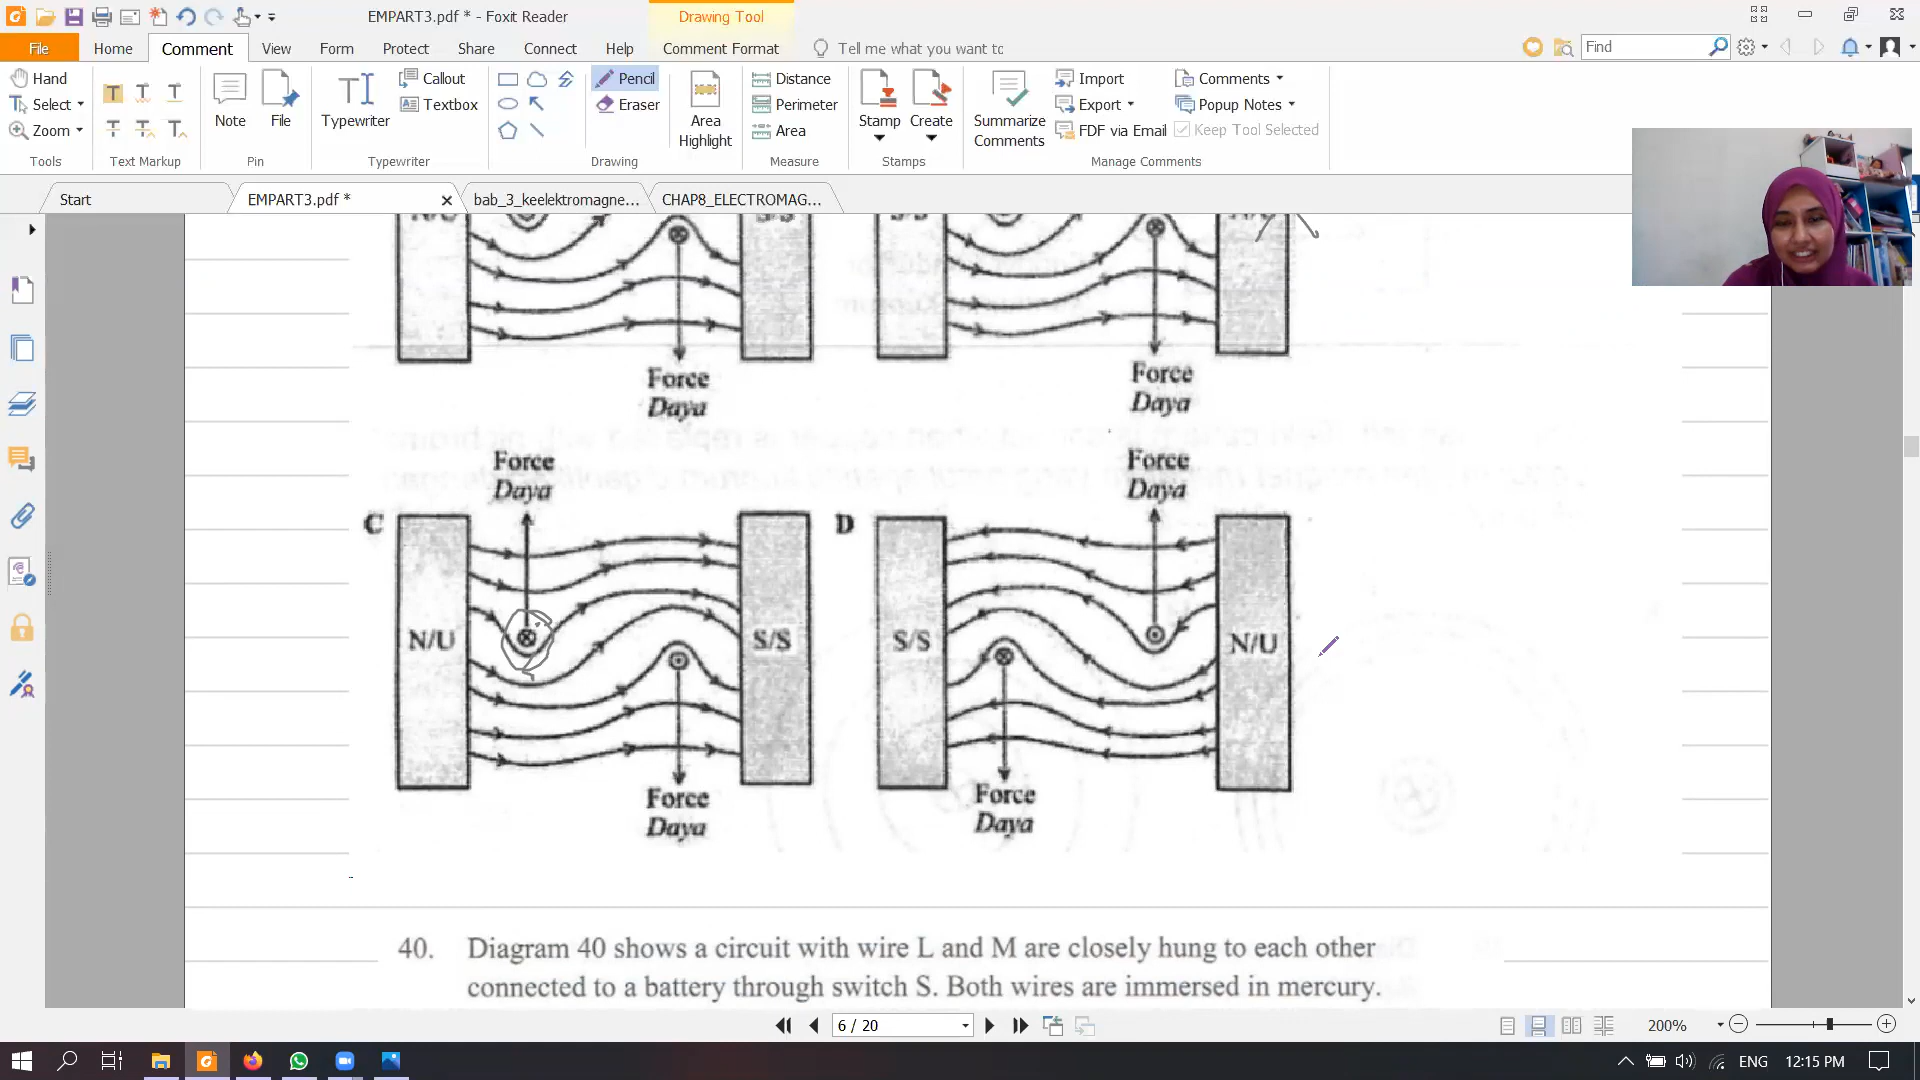 EMPART3.pdf * - Foxit Reader
Drawing Tool
File
Home
Comment
View
Form
Protect
Share
Connect
Help
Comment Format
Tell me what you want to
Find
Hand
Select
Zoom
Tools
Text Markup
Note
File
Pin
Typewriter
Callout
Textbox
Typewriter
Pencil
Eraser
Drawing
Area Highlight
Distance
Perimeter
Area
Measure
Stamp
Create
Stamps
Summarize Comments
Import
Export
FDF via Email
Comments
Popup Notes
Keep Tool Selected
Manage Comments
Start
EMPART3.pdf *
bab_3_keelektromagne...
CHAP8_ELECTROMAG...
Force
Daya
Force
Daya
Force
Daya
Force
Daya
C
N/U
S/S
D
S/S
N/U
Force
Daya
Force
Daya
40. Diagram 40 shows a circuit with wire L and M are closely hung to each other
connected to a battery through switch S. Both wires are immersed in mercury.
6 / 20
200%
ENG
12:15 PM